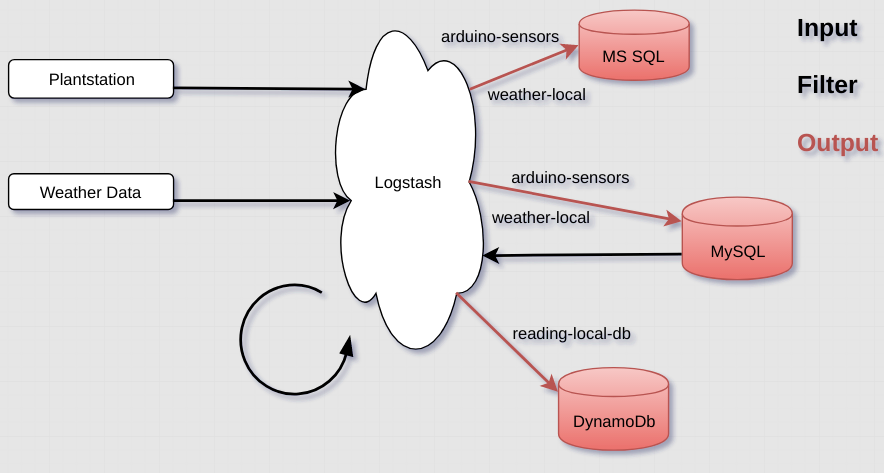 arduino-sensors
MS SQL
weather-local
Input
Filter
Output
Plantstation
Weather Data
Logstash
arduino-sensors
weather-local
MySQL
reading-local-db
DynamoDb